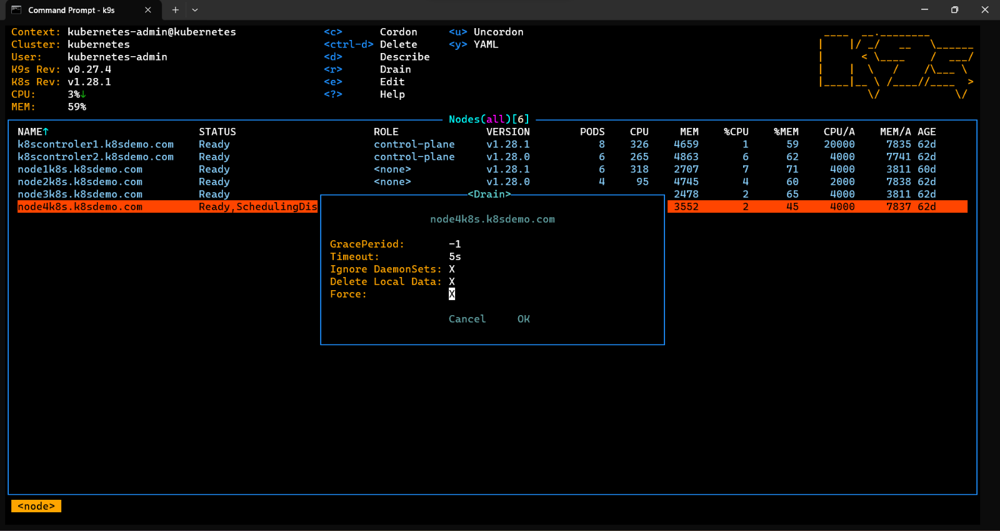 Command Prompt - k9s
Context: kubernetes-admin@kubernetes <c> Cordon <u> Uncordon
Cluster: kubernetes <ctrl-d> Delete <y> YAML
User: kubernetes-admin <d> Describe
K9s Rev: v0.27.4 <r> Drain
K8s Rev: v1.28.1 <e> Edit
CPU: 3%↓ <?> Help
MEM: 59%
Nodes(all)[6]
NAME↑ STATUS ROLE VERSION PODS CPU MEM %CPU %MEM CPU/A MEM/A AGE
k8scontroler1.k8sdemo.com Ready control-plane v1.28.1 8 326 4659 1 59 20000 7835 62d
k8scontroler2.k8sdemo.com Ready control-plane v1.28.0 6 265 4863 6 62 4000 7741 62d
node1k8s.k8sdemo.com Ready <none> v1.28.1 6 318 2707 7 71 4000 3811 60d
node2k8s.k8sdemo.com Ready <none> v1.28.0 4 95 4745 4 60 2000 7838 62d
node3k8s.k8sdemo.com Ready 2478 2 65 4000 3811 62d
node4k8s.k8sdemo.com Ready,SchedulingDis 3552 2 45 4000 7837 62d
<Drain>
node4k8s.k8sdemo.com
GracePeriod: -1
Timeout: 5s
Ignore DaemonSets: X
Delete Local Data: X
Force: X
Cancel OK
<node>